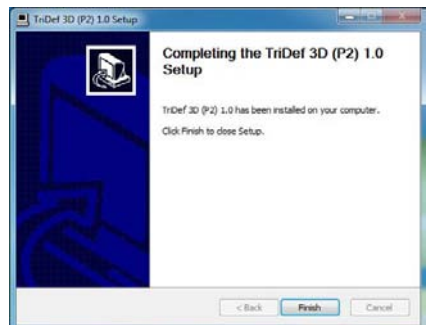 TriDef 3D (P2) 1.0 Setup
Completing the TriDef 3D (P2) 1.0
Setup
TriDef 3D (P2) 1.0 has been installed on your computer.
Click Finish to close Setup.
< Back
Finish
Cancel